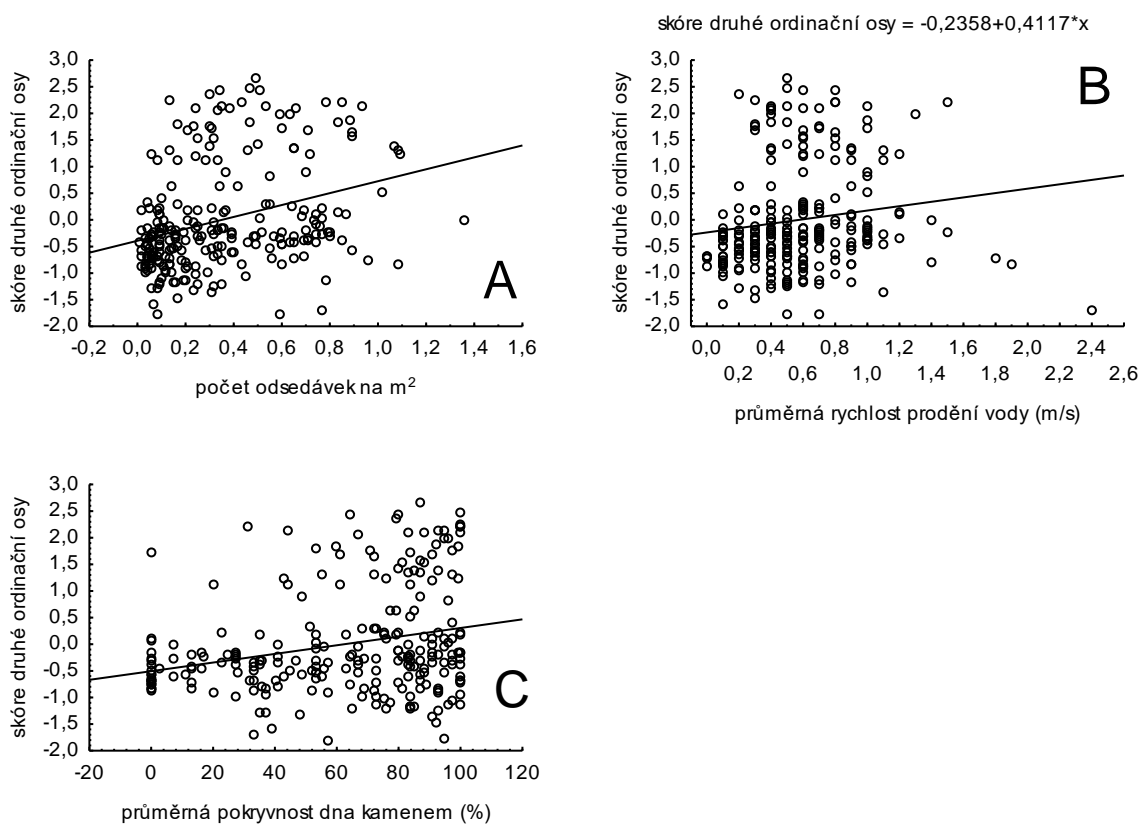 skóre druhé ordinační osy
3,0
2,5
2,0
1,5
1,0
0,5
0,0
-0,5
-1,0
-1,5
-2,0
A
-0,2 0,0 0,2 0,4 0,6 0,8 1,0 1,2 1,4 1,6
počet odsedávek na m²
skóre druhé ordinační osy = -0,2358+0,4117*x
skóre druhé ordinační osy
3,0
2,5
2,0
1,5
1,0
0,5
0,0
-0,5
-1,0
-1,5
-2,0
B
0,0 0,4 0,8 1,2 1,6 2,0 2,4
0,2 0,6 1,0 1,4 1,8 2,2 2,6
průměrná rychlost prodění vody (m/s)
skóre druhé ordinační osy
3,0
2,5
2,0
1,5
1,0
0,5
0,0
-0,5
-1,0
-1,5
-2,0
C
-20 0 20 40 60 80 100 120
průměrná pokryvnost dna kamenem (%)